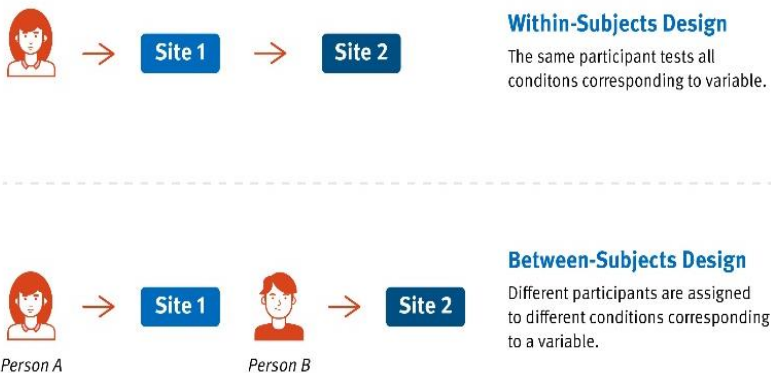 Within-Subjects Design
Site 1
Site 2
The same participant tests all
conditons corresponding to variable.
Between-Subjects Design
Site 1
Site 2
Different participants are assigned
to different conditions corresponding
to a variable.
Person A
Person B